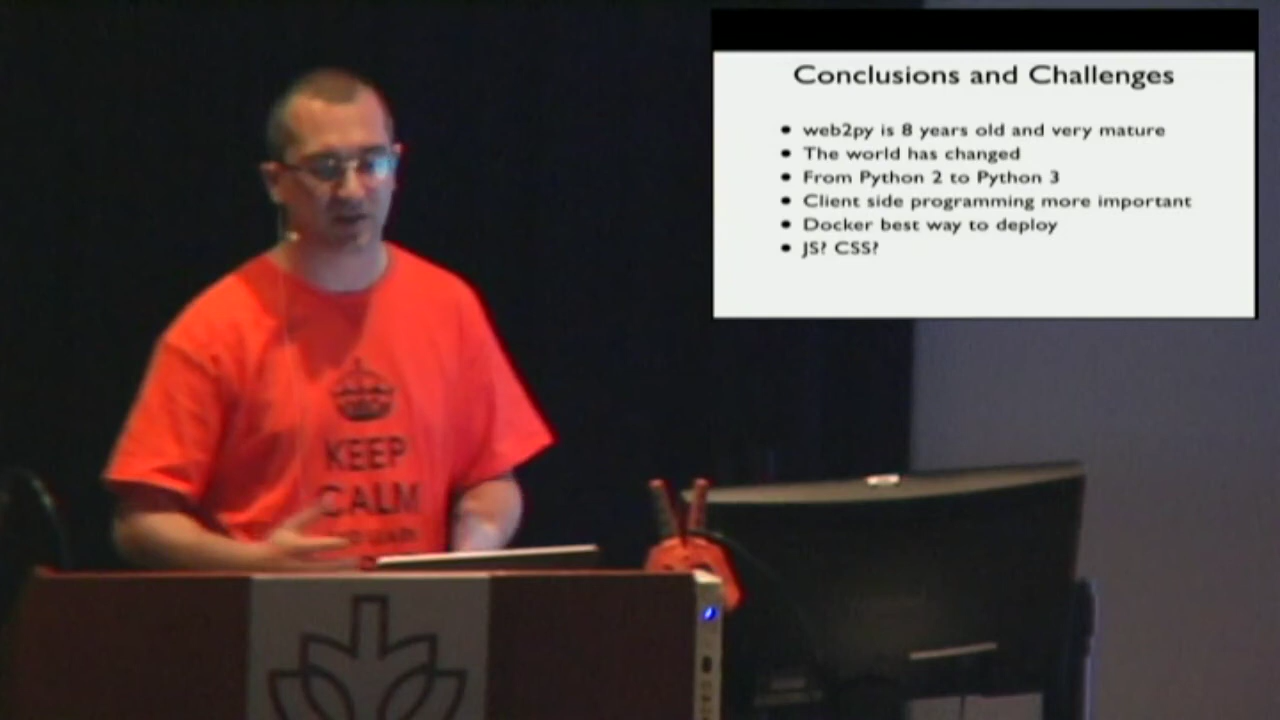 Conclusions and Challenges
web2py is 8 years old and very mature
The world has changed
From Python 2 to Python 3
Client side programming more important
Docker best way to deploy
JS? CSS?
KEEP
CALM